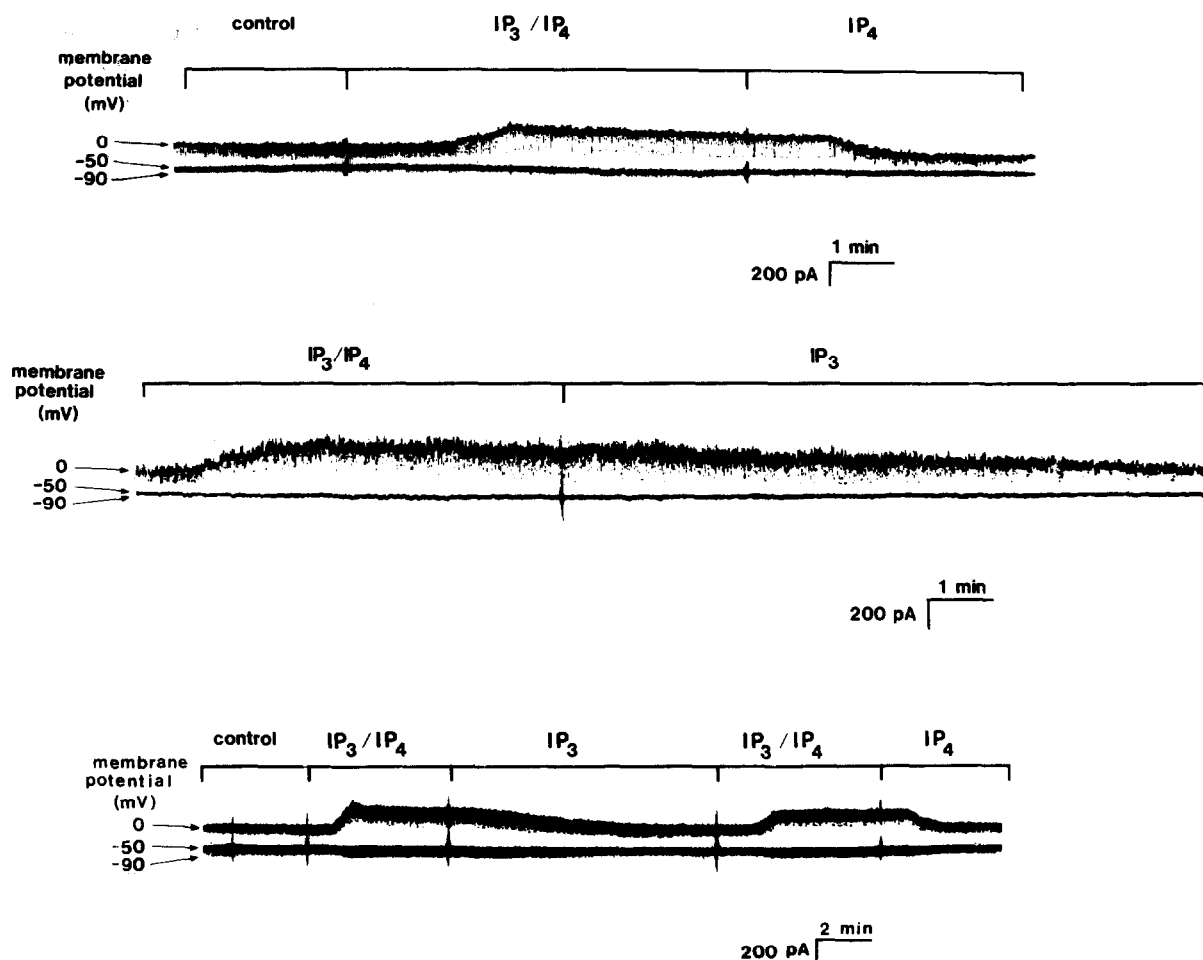 control IP3 / IP4 IP4
membrane
potential
(mV)
0
-50
-90
1 min
200 pA
IP3/IP4 IP3
membrane
potential
(mV)
0
-50
-90
1 min
200 pA
control IP3 / IP4 IP3 IP3 / IP4 IP4
membrane
potential
(mV)
0
-50
-90
2 min
200 pA